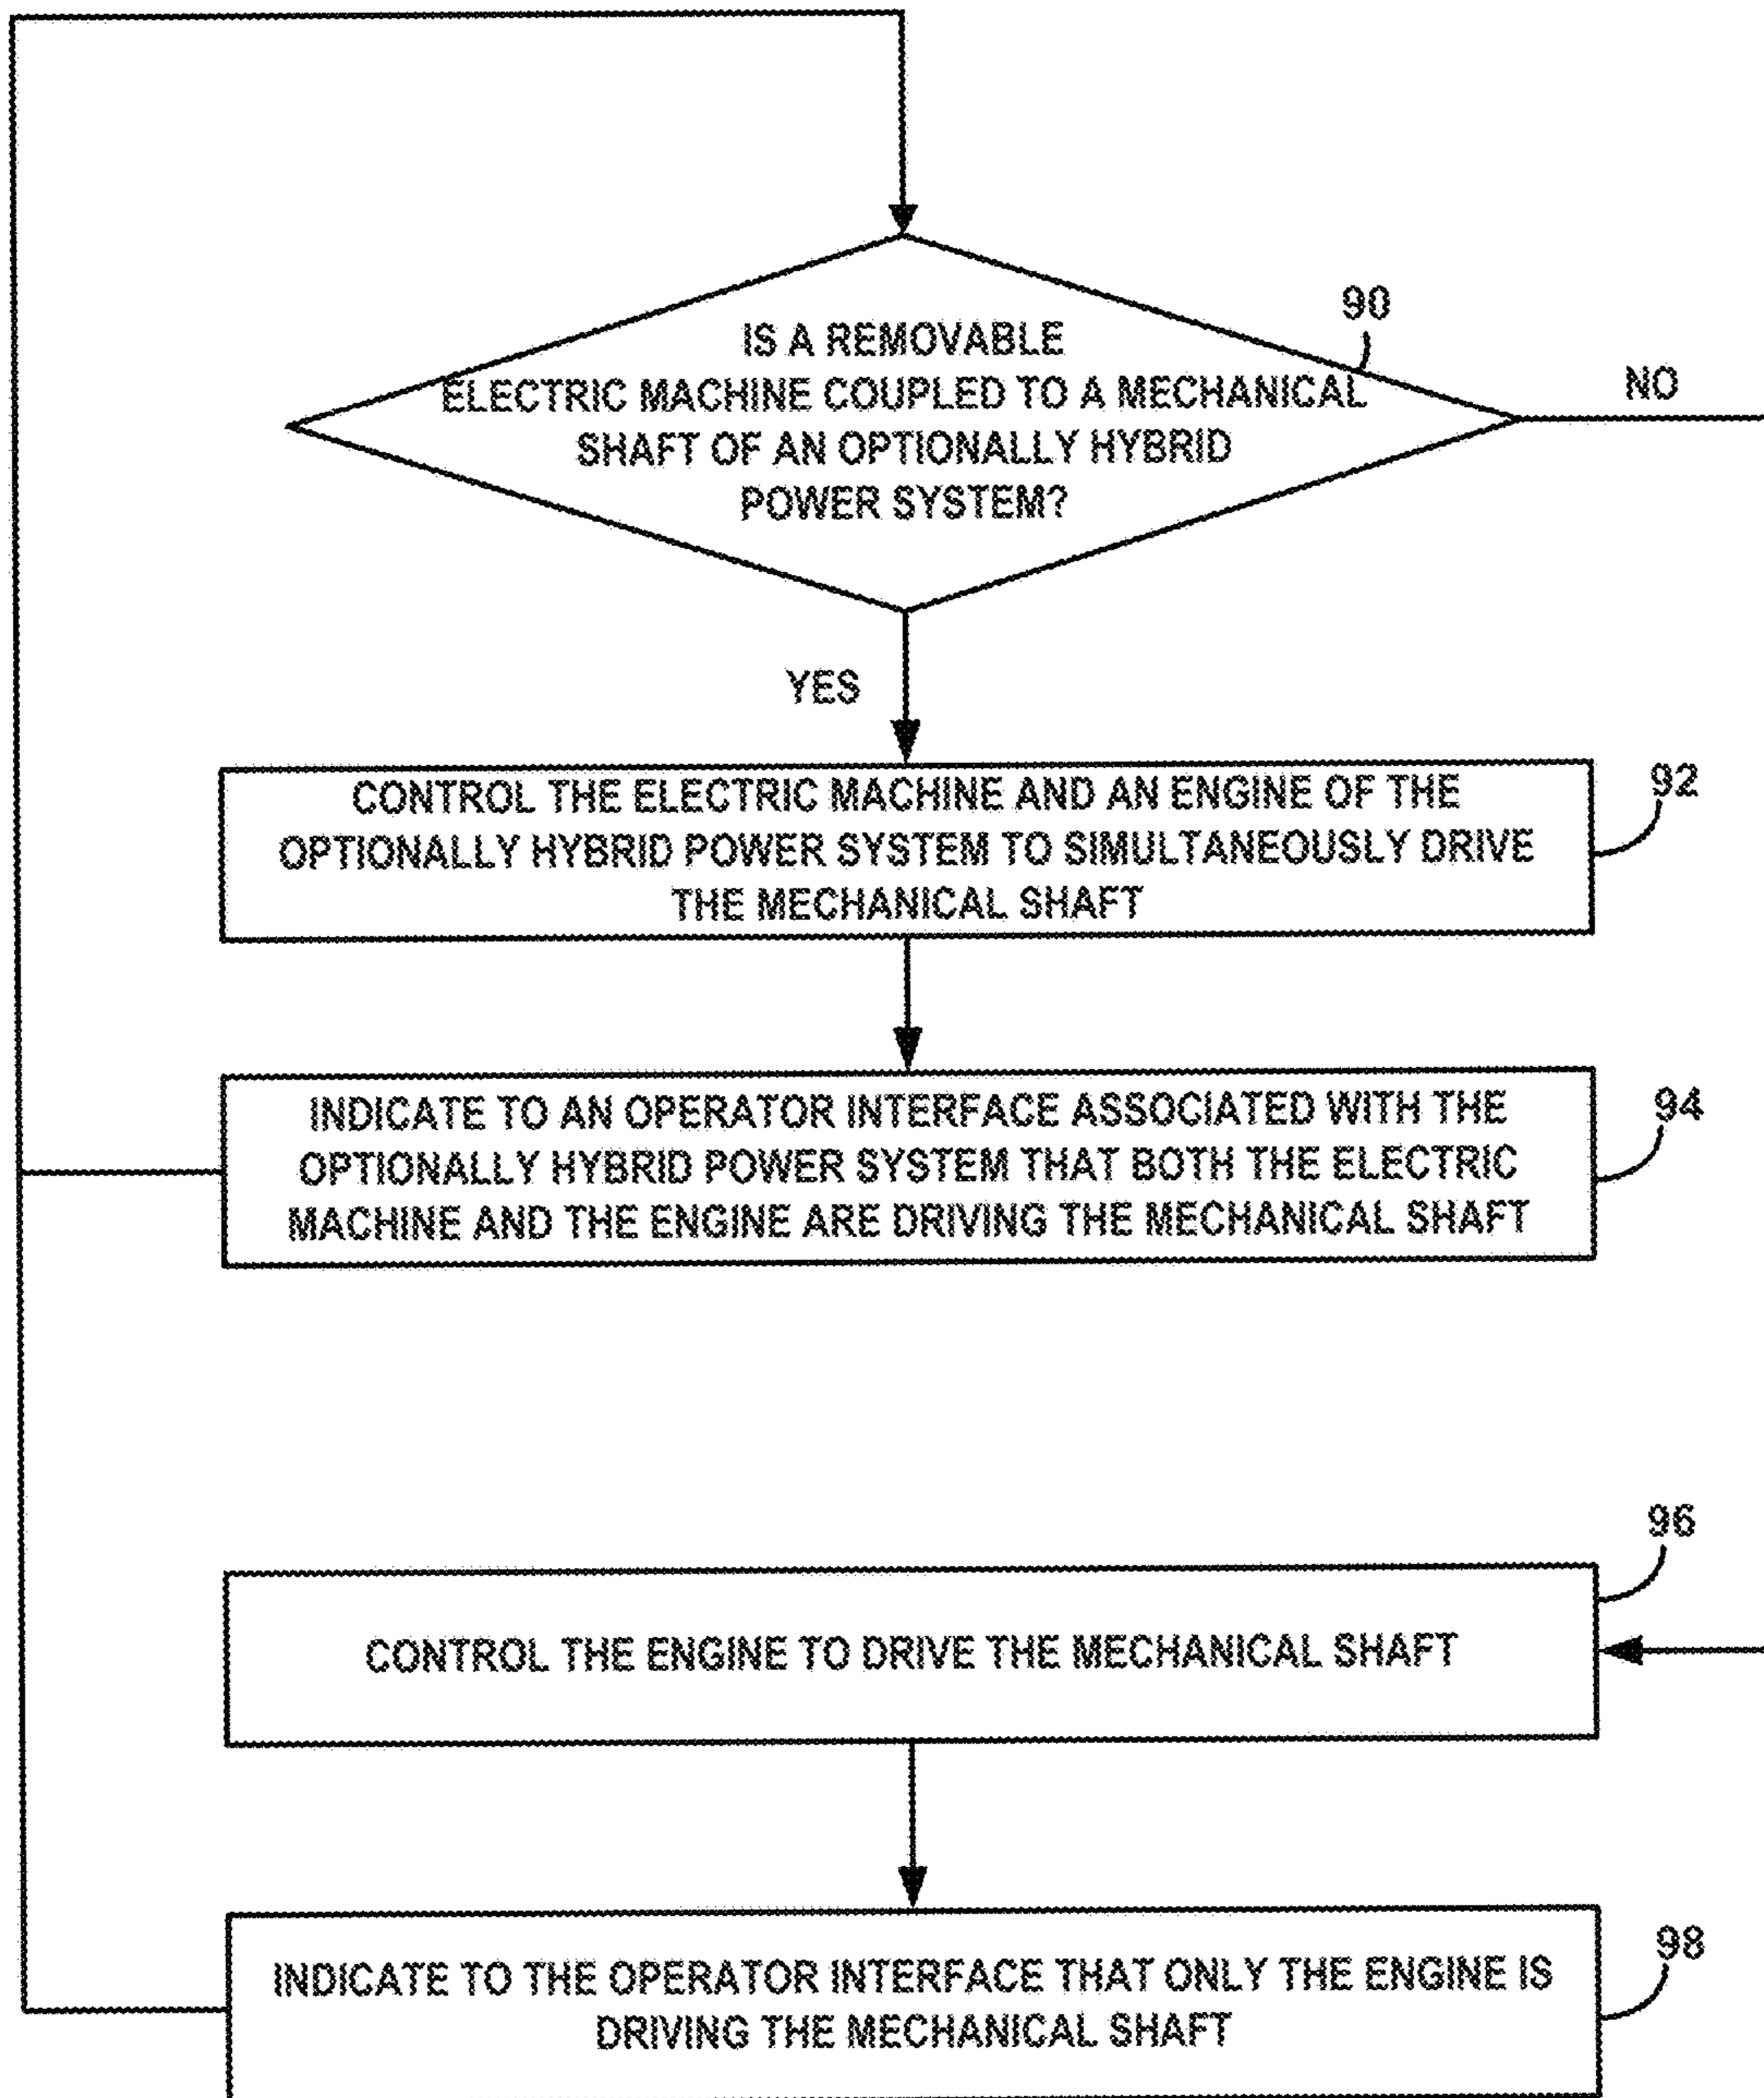 IS A REMOVABLE
ELECTRIC MACHINE COUPLED TO A MECHANICAL
SHAFT OF AN OPTIONALLY HYBRID
POWER SYSTEM?
90
NO
YES
CONTROL THE ELECTRIC MACHINE AND AN ENGINE OF THE
OPTIONALLY HYBRID POWER SYSTEM TO SIMULTANEOUSLY DRIVE
THE MECHANICAL SHAFT
92
INDICATE TO AN OPERATOR INTERFACE ASSOCIATED WITH THE
OPTIONALLY HYBRID POWER SYSTEM THAT BOTH THE ELECTRIC
MACHINE AND THE ENGINE ARE DRIVING THE MECHANICAL SHAFT
94
CONTROL THE ENGINE TO DRIVE THE MECHANICAL SHAFT
96
INDICATE TO THE OPERATOR INTERFACE THAT ONLY THE ENGINE IS
DRIVING THE MECHANICAL SHAFT
98